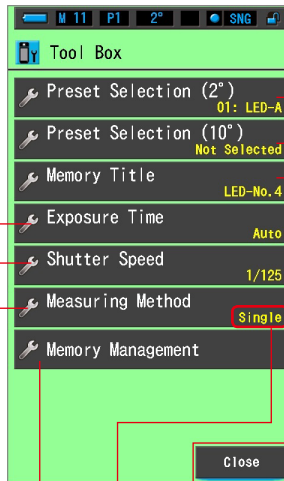 M 11 P1 2° SNG
Tool Box
Preset Selection (2°)
01: LED-A
Preset Selection (10°)
Not Selected
Memory Title
LED-No.4
Exposure Time
Auto
Shutter Speed
1/125
Measuring Method
Single
Memory Management
Close